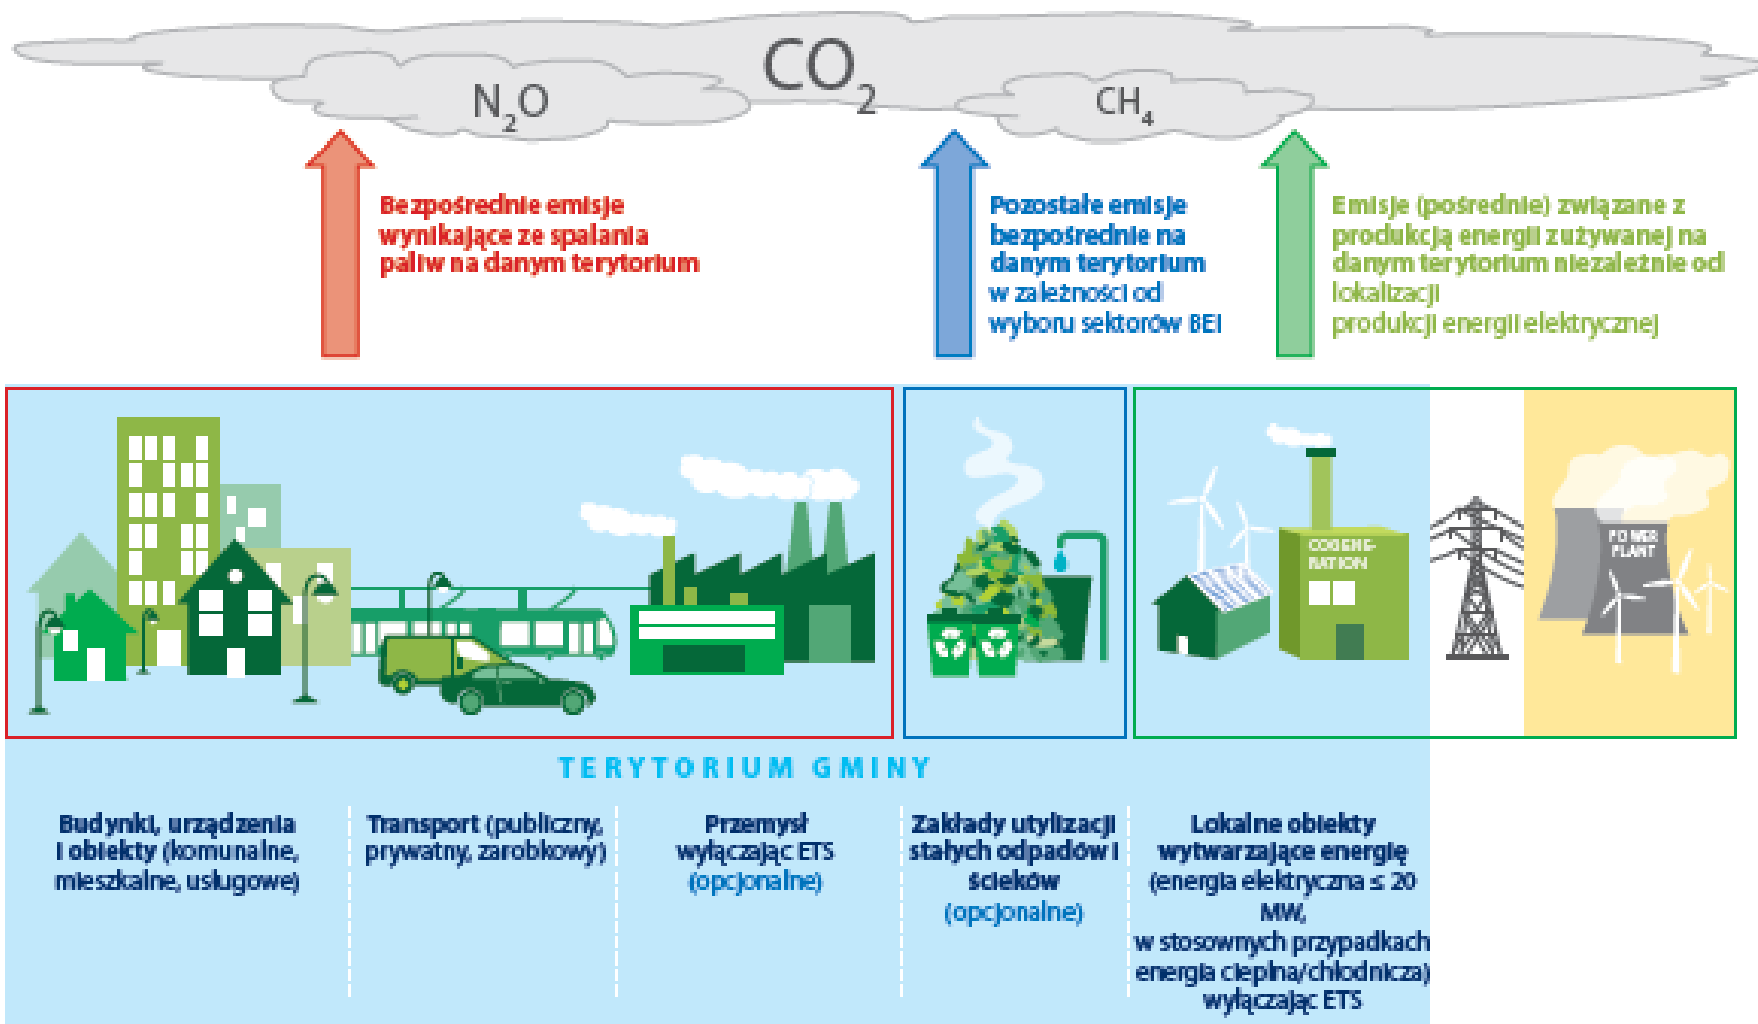 CO₂
N₂O
CH₄
Bezpośrednie emisje
wynikające ze spalania
paliw na danym terytorium
Pozostałe emisje
bezpośrednie na
danym terytorium
w zależności od
wyboru sektorów BEI
Emisje (pośrednie) związane z
produkcją energii zużywanej na
danym terytorium niezależnie od
lokalizacji
produkcji energii elektrycznej
COGENE-
RATION
POWER
PLANT
TERYTORIUM GMINY
Budynki, urządzenia
i obiekty (komunalne,
mieszkalne, usługowe)
Transport (publiczny,
prywatny, zarobkowy)
Przemysł
wyłączając ETS
(opcjonalne)
Zakłady utylizacji
stałych odpadów i
ścieków
(opcjonalne)
Lokalne obiekty
wytwarzające energię
(energia elektryczna ≤ 20
MW,
w stosownych przypadkach
energia cieplna/chłodnicza)
wyłączając ETS